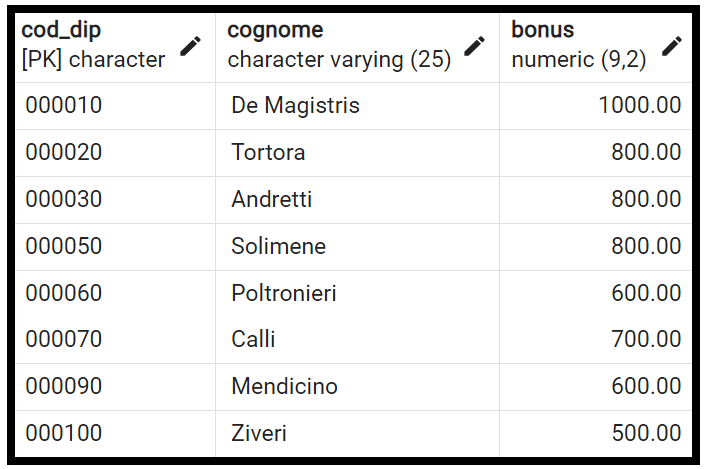 cod_dip cognome bonus
[PK] character character varying (25) numeric (9,2)
000010 De Magistris 1000.00
000020 Tortora 800.00
000030 Andretti 800.00
000050 Solimene 800.00
000060 Poltronieri 600.00
000070 Calli 700.00
000090 Mendicino 600.00
000100 Ziveri 500.00